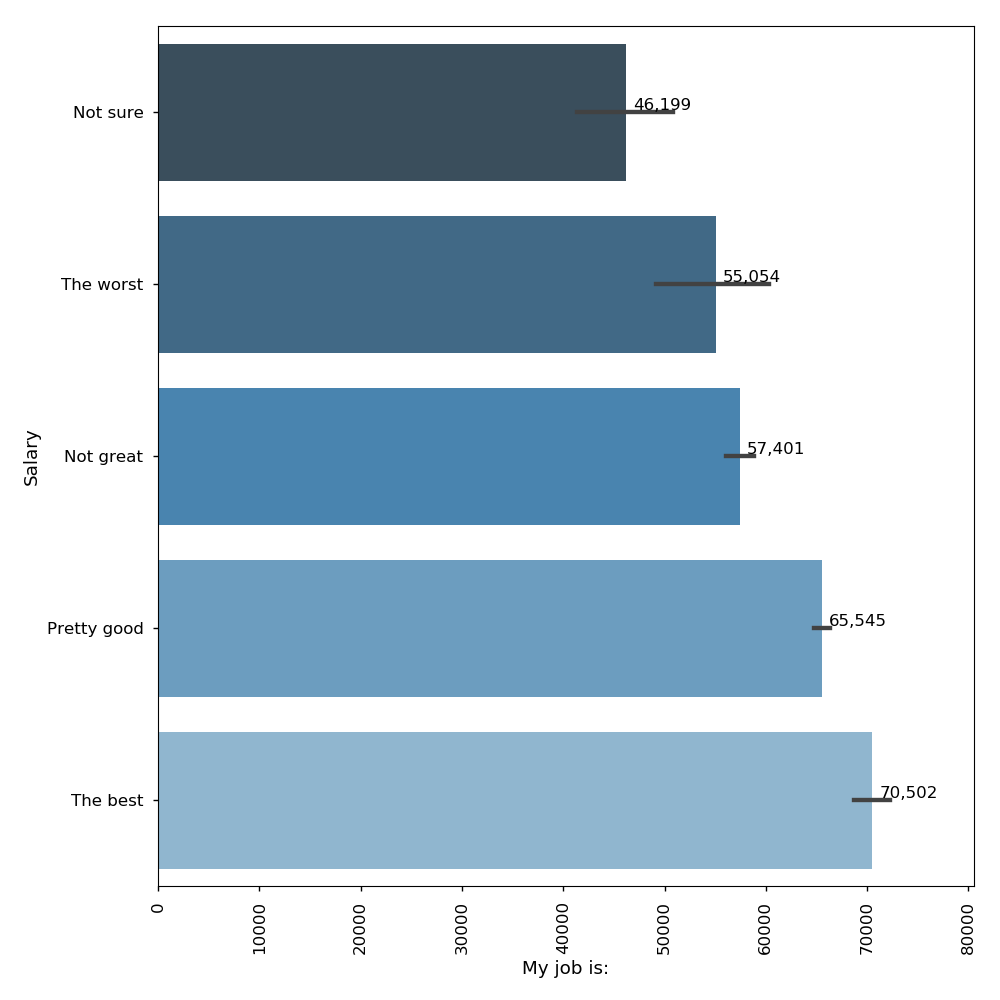 Not sure
46,199
The worst
55,054
Salary
Not great
57,401
Pretty good
65,545
The best
70,502
0
10000
20000
30000
40000
50000
60000
70000
80000
My job is: